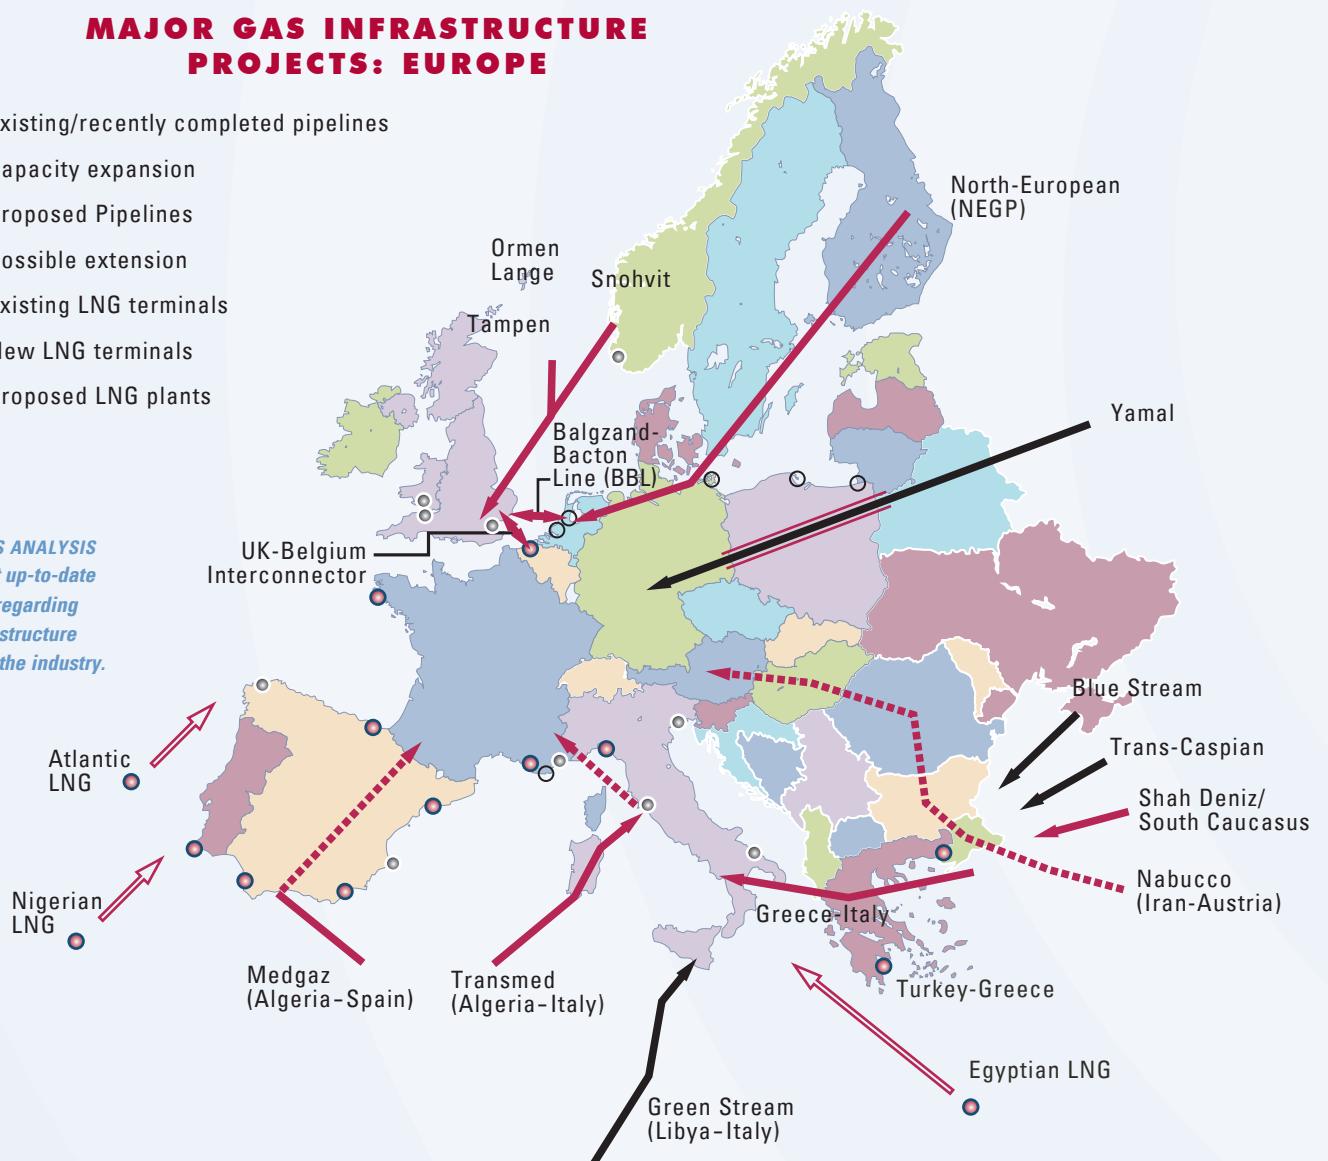 MAJOR GAS INFRASTRUCTURE
PROJECTS: EUROPE
xisting/recently completed pipelines
apacity expansion
roposed Pipelines
ossible extension
xisting LNG terminals
lew LNG terminals
roposed LNG plants
North-European
(NEGP)
Ormen
Lange
Snohvit
Tampen
Yamal
Balgzand-
Bacton
Line (BBL)
UK-Belgium
Interconnector
S ANALYSIS
t up-to-date
regarding
structure
the industry.
Blue Stream
Trans-Caspian
Atlantic
LNG
Shah Deniz/
South Caucasus
Nigerian
LNG
Nabucco
(Iran-Austria)
Greece-Italy
Medgaz
(Algeria-Spain)
Transmed
(Algeria-Italy)
Turkey-Greece
Egyptian LNG
Green Stream
(Libya-Italy)